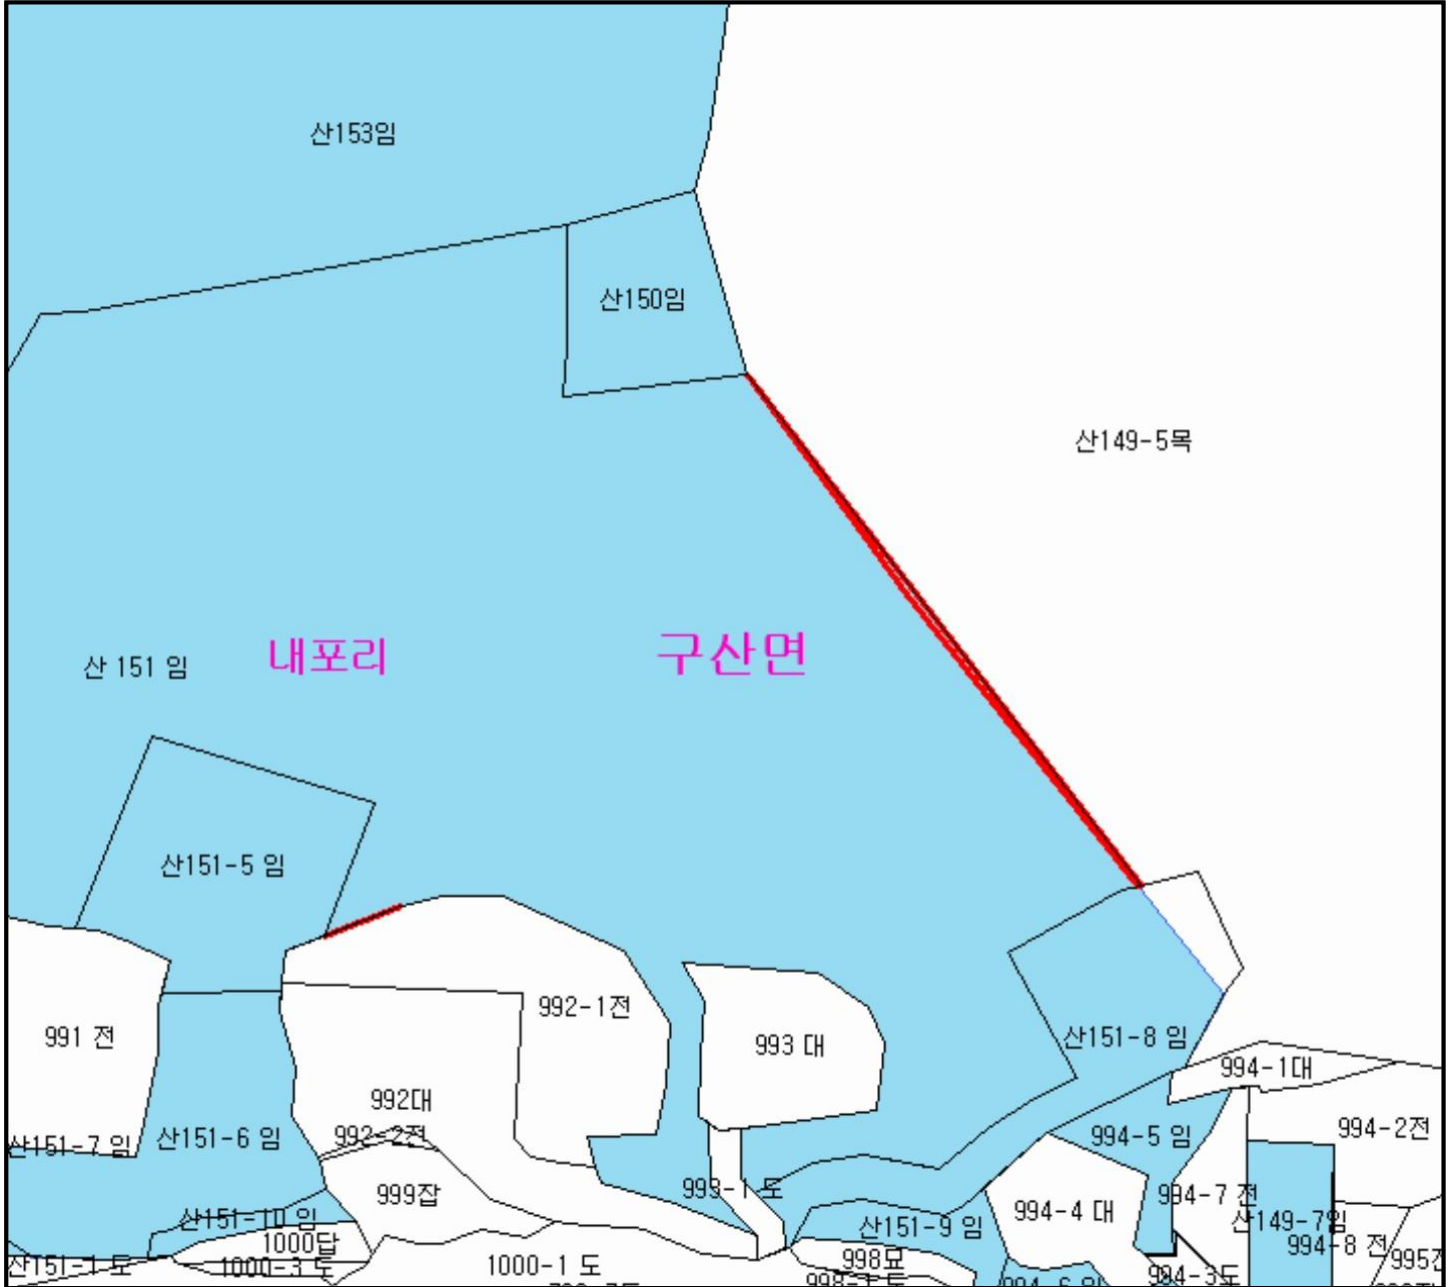 산153임
산150임
산149-5목
산 151 임
내포리
구산면
산151-5 임
992-1전
991 전
993 대
산151-8 임
994-1대
992대
992-2전
산151-7 임
산151-6 임
994-5 임
994-2전
999잡
993-1 도
994-7 전
산151-10 임
산151-9 임
994-4 대
산149-7임
1000답
994-8 전
산151-1 도
1000-3 도
1000-1 도
998묘
994-3도
994-6 임